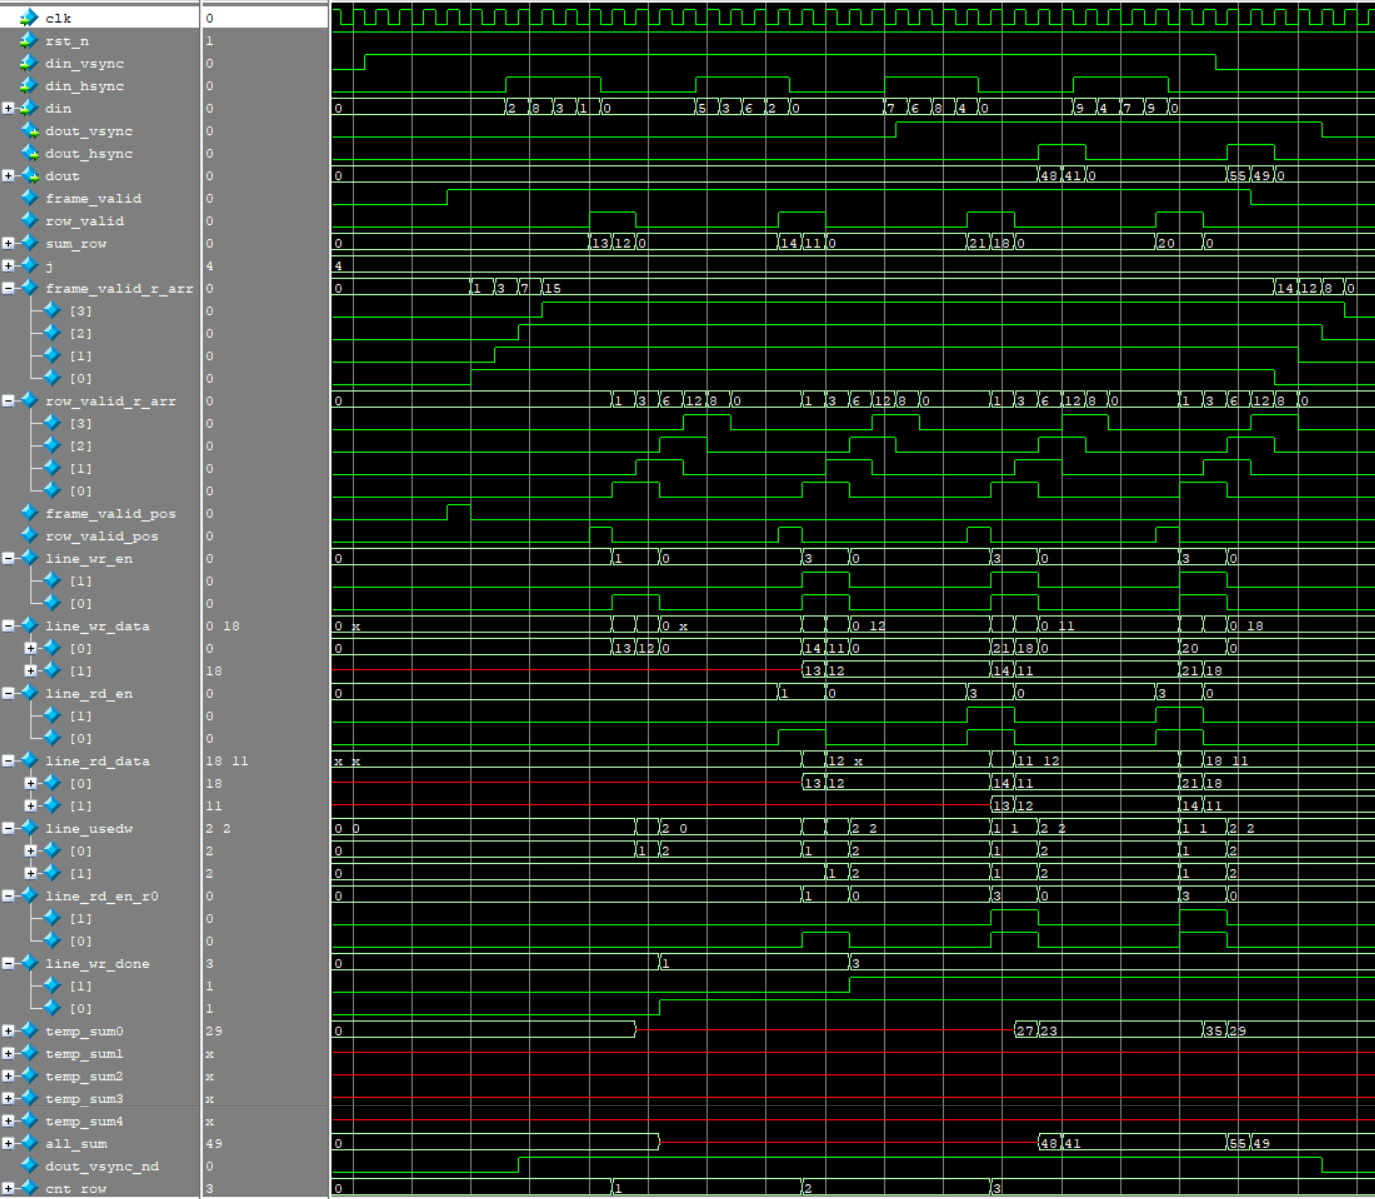 clk 0
rst_n 1
din_vsync 0
din_hsync 0
din 0 0 2 8 3 1 0 5 3 6 2 0 7 6 8 4 0 9 4 7 9 0
dout_vsync 0
dout_hsync 0
dout 0 0 48 41 0 55 49 0
frame_valid 0
row_valid 0
sum_row 0 0 13 12 0 14 11 0 21 18 0 20 0
j 4 4
frame_valid_r_arr 0 0 1 3 7 15 14 12 8 0
[3] 0
[2] 0
[1] 0
[0] 0
row_valid_r_arr 0 0 1 3 6 12 8 0 1 3 6 12 8 0 1 3 6 12 8 0 1 3 6 12 8 0
[3] 0
[2] 0
[1] 0
[0] 0
frame_valid_pos 0
row_valid_pos 0
line_wr_en 0 0 1 0 3 0 3 0 3 0
[1] 0
[0] 0
line_wr_data 0 18 0 x 0 x 0 12 0 11 0 18
[0] 0 0 13 12 0 14 11 0 21 18 0 20 0
[1] 18 13 12 14 11 21 18
line_rd_en 0 0 1 0 3 0 3 0
[1] 0
[0] 0
line_rd_data 18 11 x x 12 x 11 12 18 11
[0] 18 13 12 14 11 21 18
[1] 11 13 12 14 11
line_usedw 2 2 0 0 2 0 2 2 1 1 2 2 1 1 2 2
[0] 2 0 1 2 1 2 1 2 1 2
[1] 2 0 1 2 1 2 1 2
line_rd_en_r0 0 0 1 0 3 0 3 0
[1] 0
[0] 0
line_wr_done 3 0 1 3
[1] 1
[0] 1
temp_sum0 29 0 27 23 35 29
temp_sum1 x
temp_sum2 x
temp_sum3 x
temp_sum4 x
all_sum 49 0 48 41 55 49
dout_vsync_nd 0
cnt_row 3 0 1 2 3